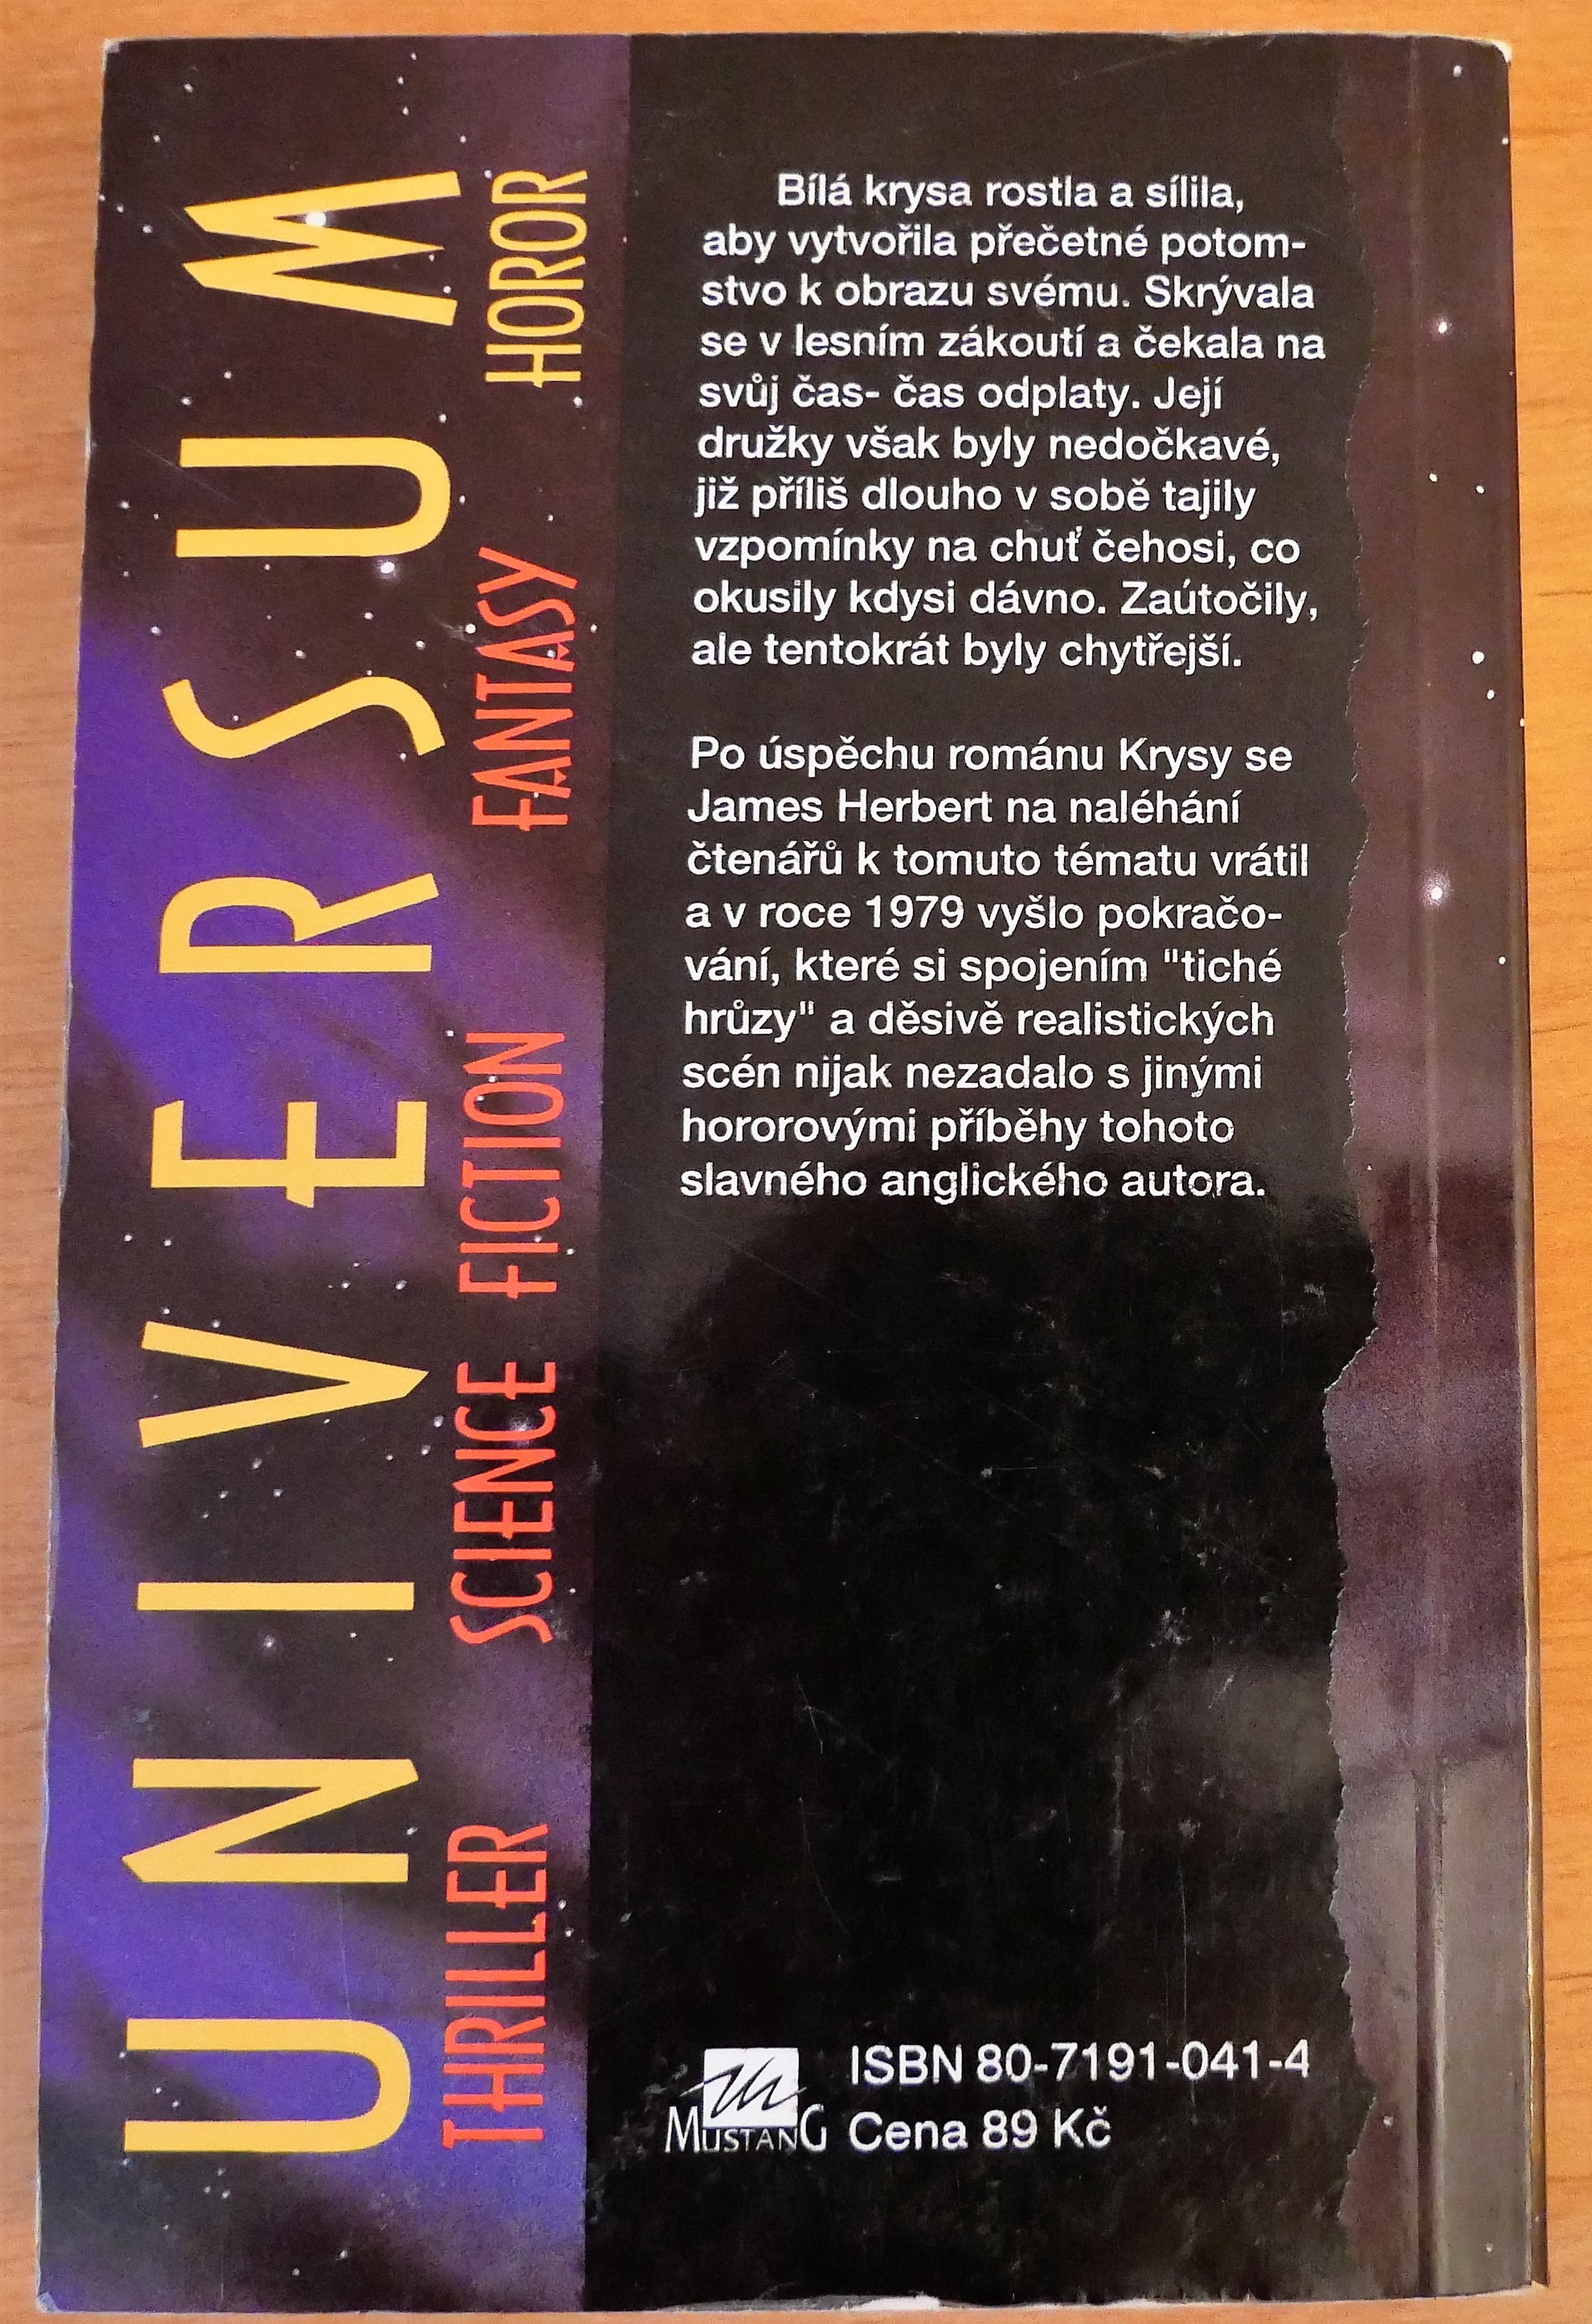 UNIVERSUM
THRILLER SCIENCE FICTION FANTASY HOROR
Bílá krysa rostla a sílila,
aby vytvořila přečetné potom-
stvo k obrazu svému. Skrývala
se v lesním zákoutí a čekala na
svůj čas- čas odplaty. Její
družky však byly nedočkavé,
již příliš dlouho v sobě tajily
vzpomínky na chuť čehosi, co
okusily kdysi dávno. Zaútočily,
ale tentokrát byly chytřejší.
Po úspěchu románu Krysy se
James Herbert na naléhání
čtenářů k tomuto tématu vrátil
a v roce 1979 vyšlo pokračo-
vání, které si spojením "tiché
hrůzy" a děsivě realistických
scén nijak nezadalo s jinými
hororovými příběhy tohoto
slavného anglického autora.
MUSTANG
ISBN 80-7191-041-4
Cena 89 Kč